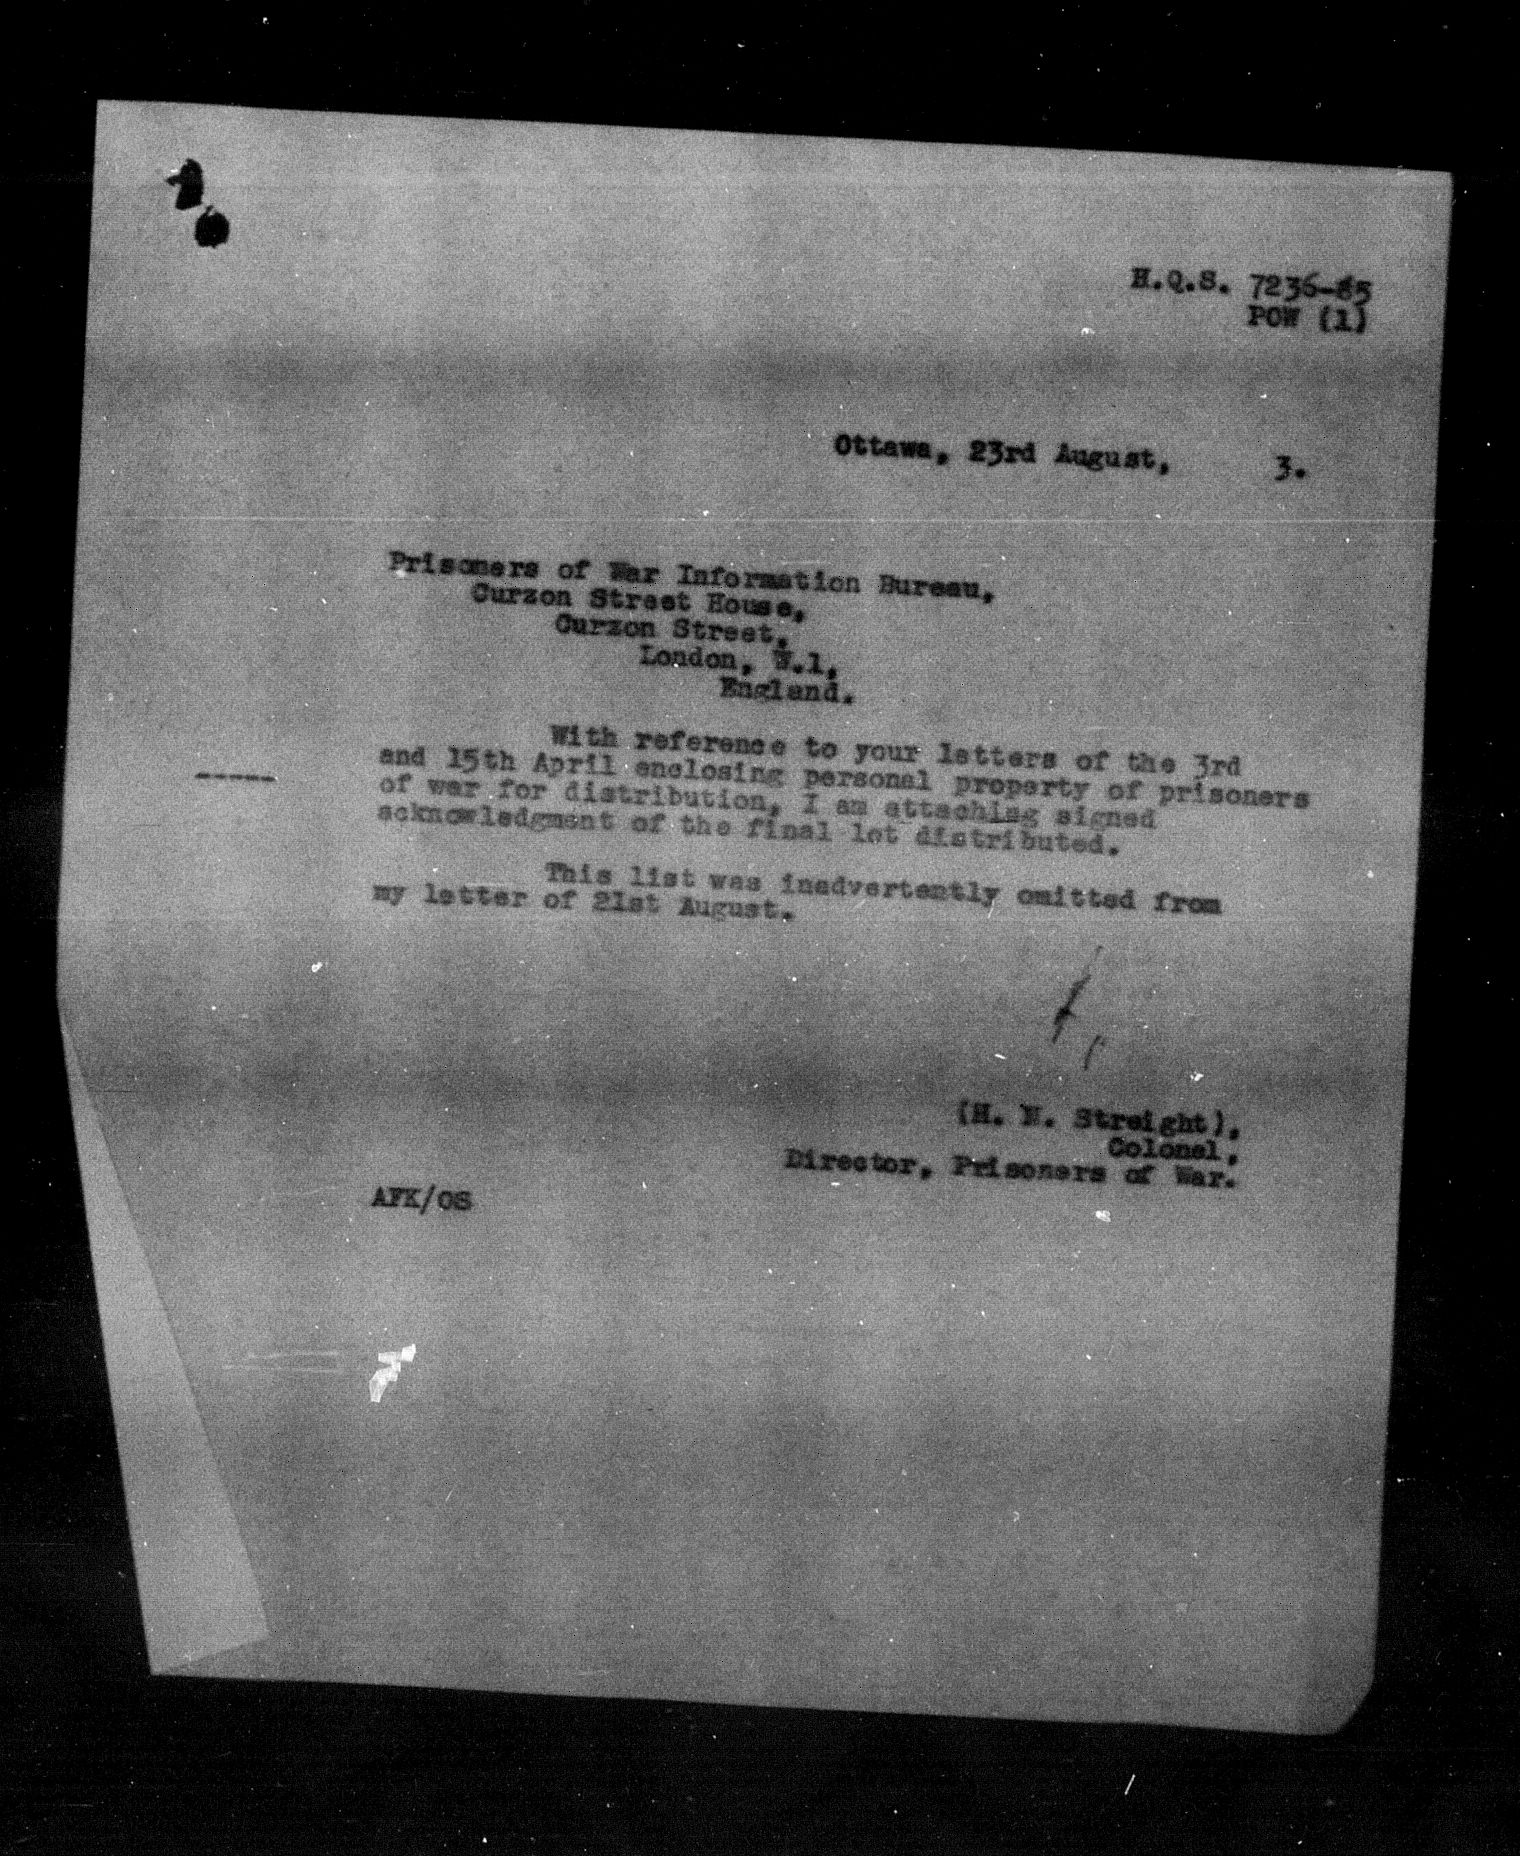 H.Q.S. 7236-85
POW (1)
Ottawa, 23rd August, 3.
Prisoners of War Information Bureau,
Curzon Street House,
Curzon Street,
London, W.1,
England.
With reference to your letters of the 3rd
and 15th April enclosing personal property of prisoners
of war for distribution, I am attaching signed
acknowledgment of the final lot distributed.
-----
This list was inadvertently omitted from
my letter of 21st August.
(H. N. Streight),
Colonel,
Director, Prisoners of War.
AFK/OS